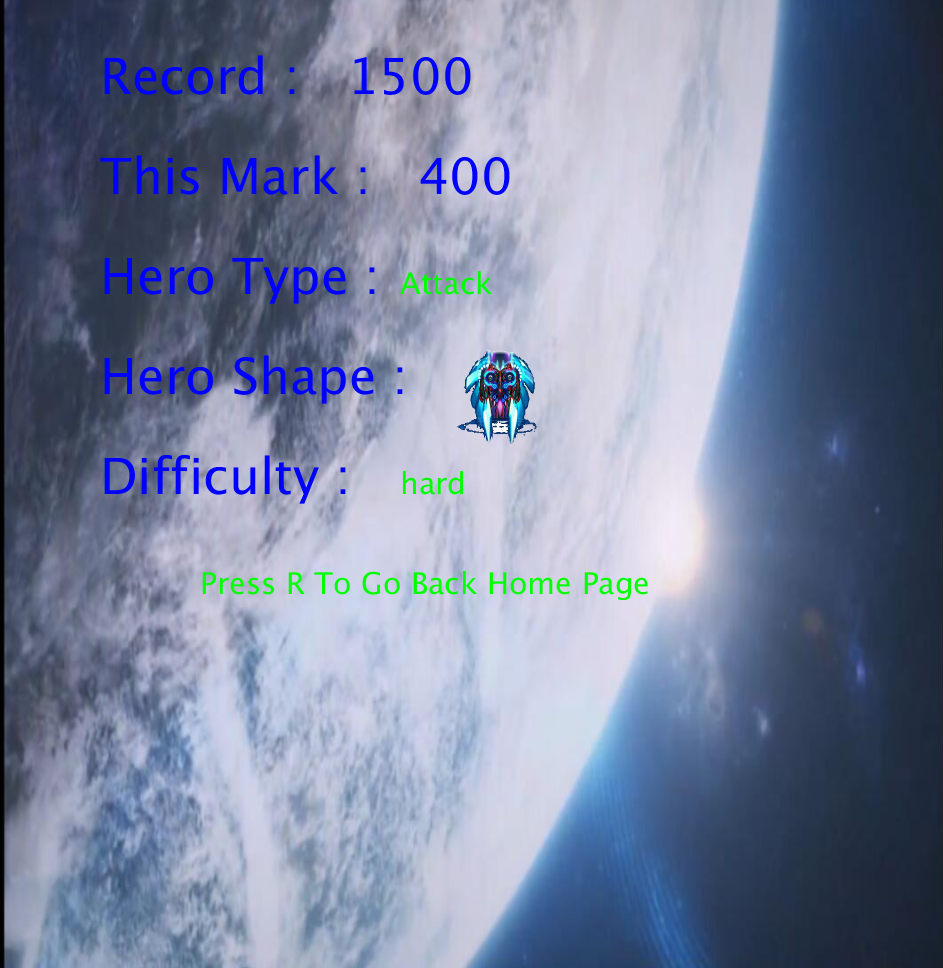 Record : 1500
This Mark : 400
Hero Type : Attack
Hero Shape :
Difficulty : hard
Press R To Go Back Home Page